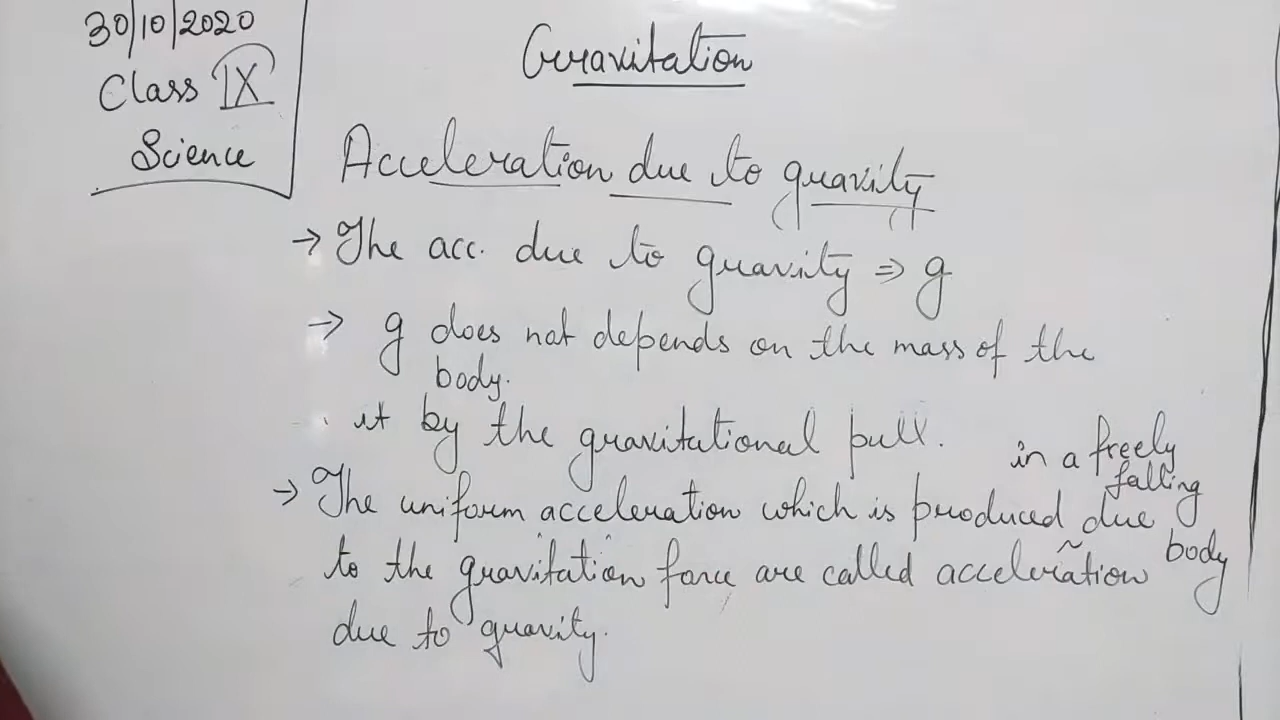 30/10/2020
Class IX
Science
Gravitation
Acceleration due to gravity
→ The acc. due to gravity ⇒ g
→ g does not depends on the mass of the
body.
it by the gravitational pull.
in a freely
falling
body
→ The uniform acceleration which is produced due
to the gravitation force are called acceleration
due to gravity.